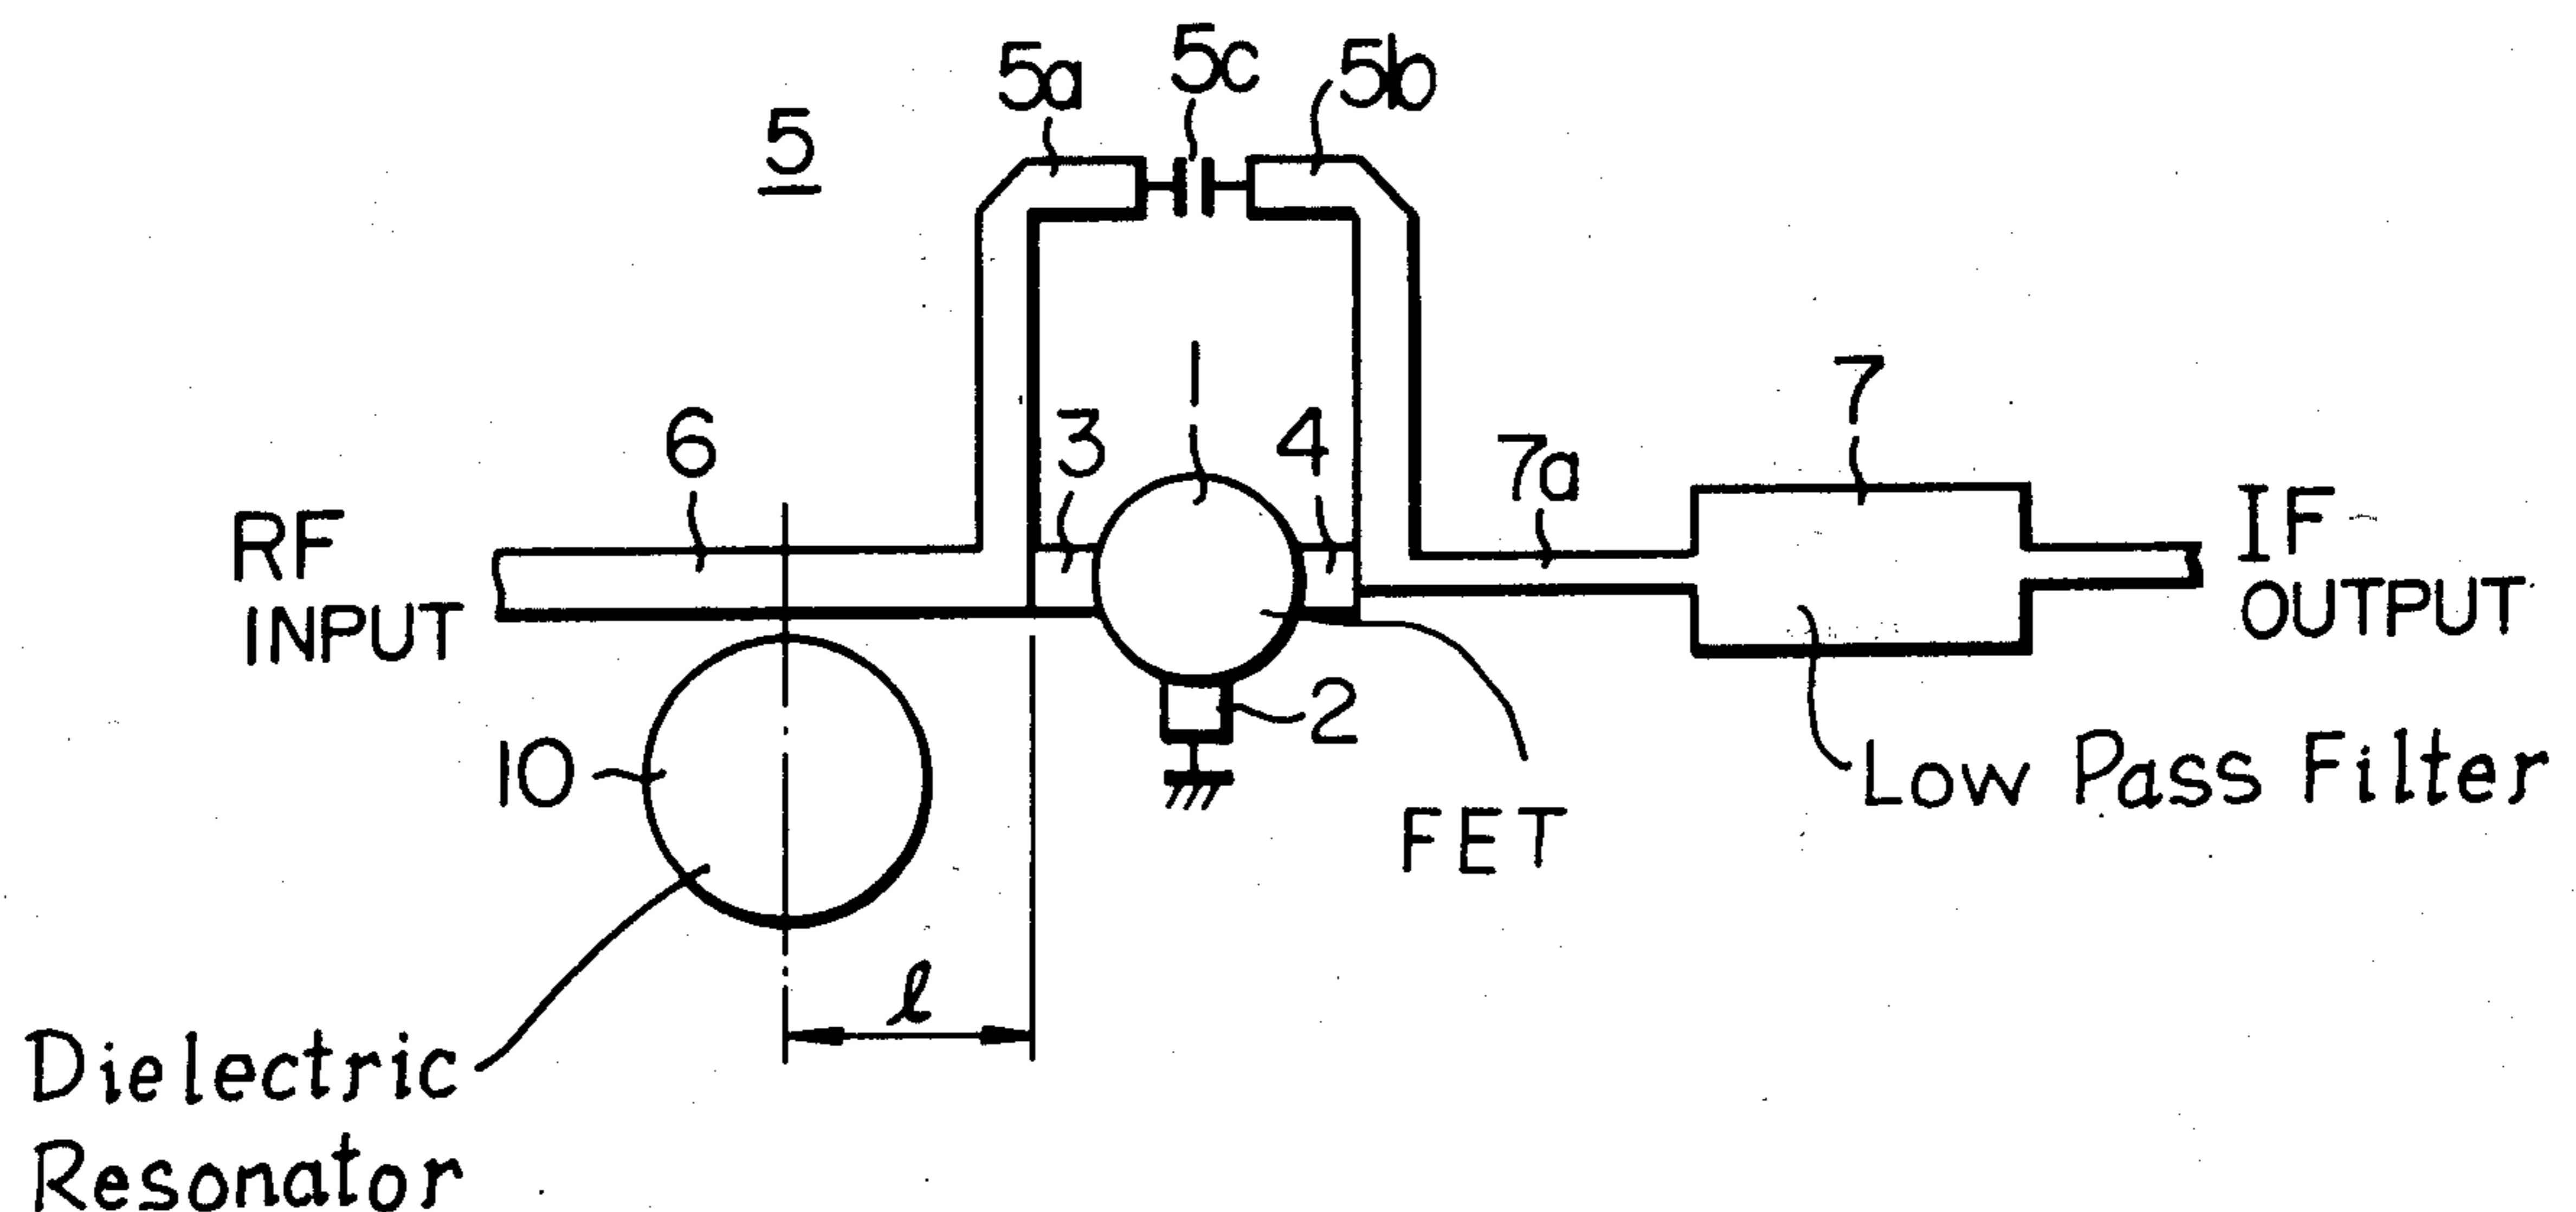 5a
5c
5b
5
1
7
6
3
4
7a
RF
INPUT
IF
OUTPUT
2
10
Low Pass Filter
FET
l
Dielectric
Resonator